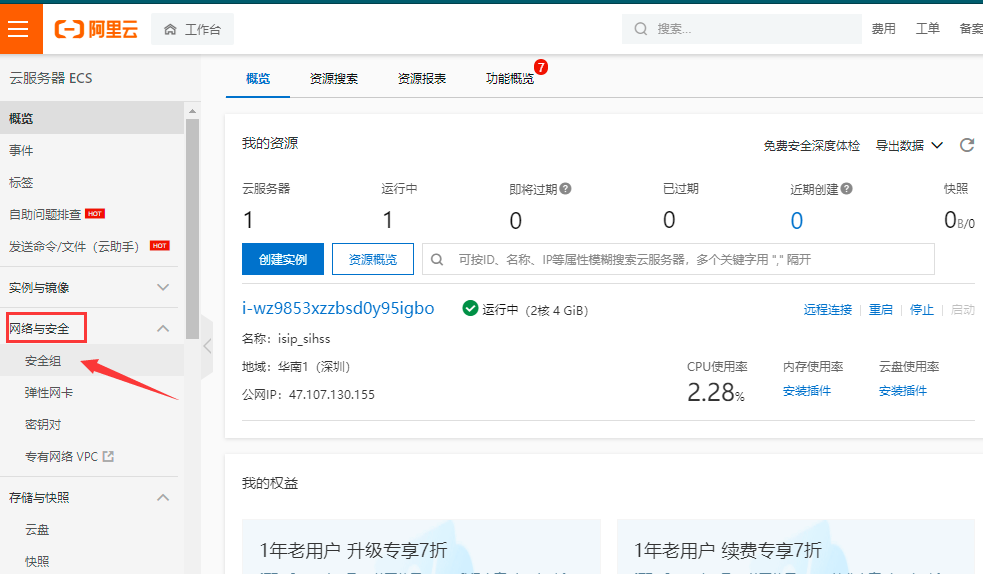 阿里云 工作台 搜索... 费用 工单 备案
云服务器 ECS
概览 资源搜索 资源报表 功能概览 7
概览
事件
标签
自助问题排查 HOT
发送命令/文件（云助手） HOT
实例与镜像
网络与安全
安全组
弹性网卡
密钥对
专有网络 VPC
存储与快照
云盘
快照
我的资源 免费安全深度体检 导出数据
云服务器 运行中 即将过期 已过期 近期创建 快照
1 1 0 0 0 0B/0
创建实例 资源概览 可按ID、名称、IP等属性模糊搜索云服务器，多个关键字用 "," 隔开
i-wz9853xzzbsd0y95igbo 运行中 (2核 4 GiB) 远程连接 重启 停止 启动
名称：isip_sihss
地域：华南1（深圳）
公网IP：47.107.130.155
CPU使用率 内存使用率 云盘使用率
2.28% 安装插件 安装插件
我的权益
1年老用户 升级专享7折 1年老用户 续费专享7折